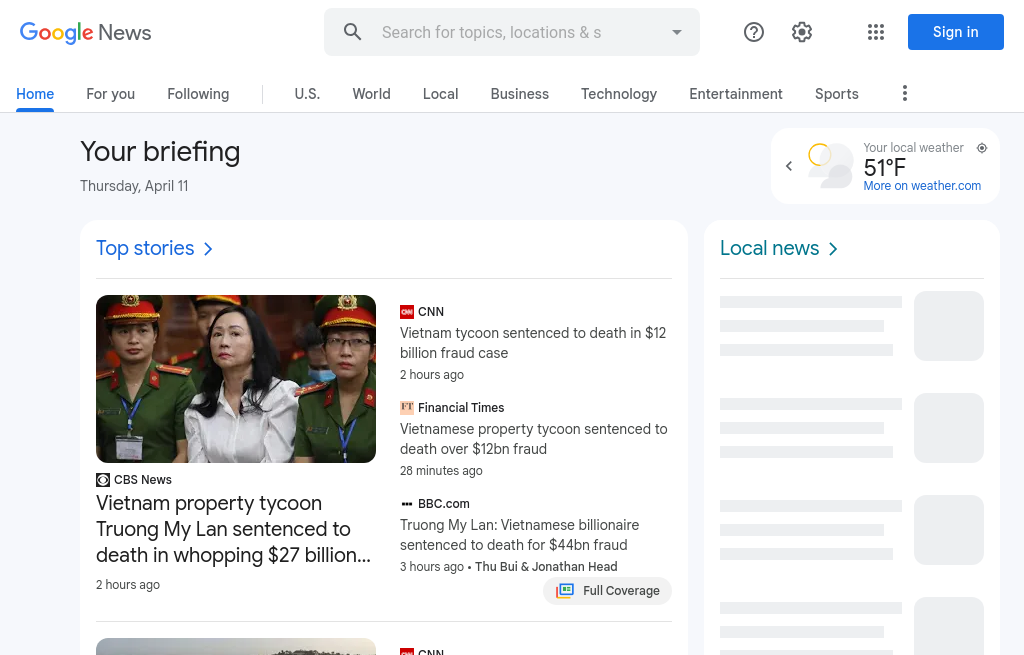 Google News
Search for topics, locations & s
Sign in
Home
For you
Following
U.S.
World
Local
Business
Technology
Entertainment
Sports
Your briefing
Thursday, April 11
Your local weather
51°F
More on weather.com
Top stories
CBS News
Vietnam property tycoon
Truong My Lan sentenced to
death in whopping $27 billion...
2 hours ago
CNN
Vietnam tycoon sentenced to death in $12
billion fraud case
2 hours ago
FT Financial Times
Vietnamese property tycoon sentenced to
death over $12bn fraud
28 minutes ago
BBC.com
Truong My Lan: Vietnamese billionaire
sentenced to death for $44bn fraud
3 hours ago • Thu Bui & Jonathan Head
Full Coverage
CNN
Local news